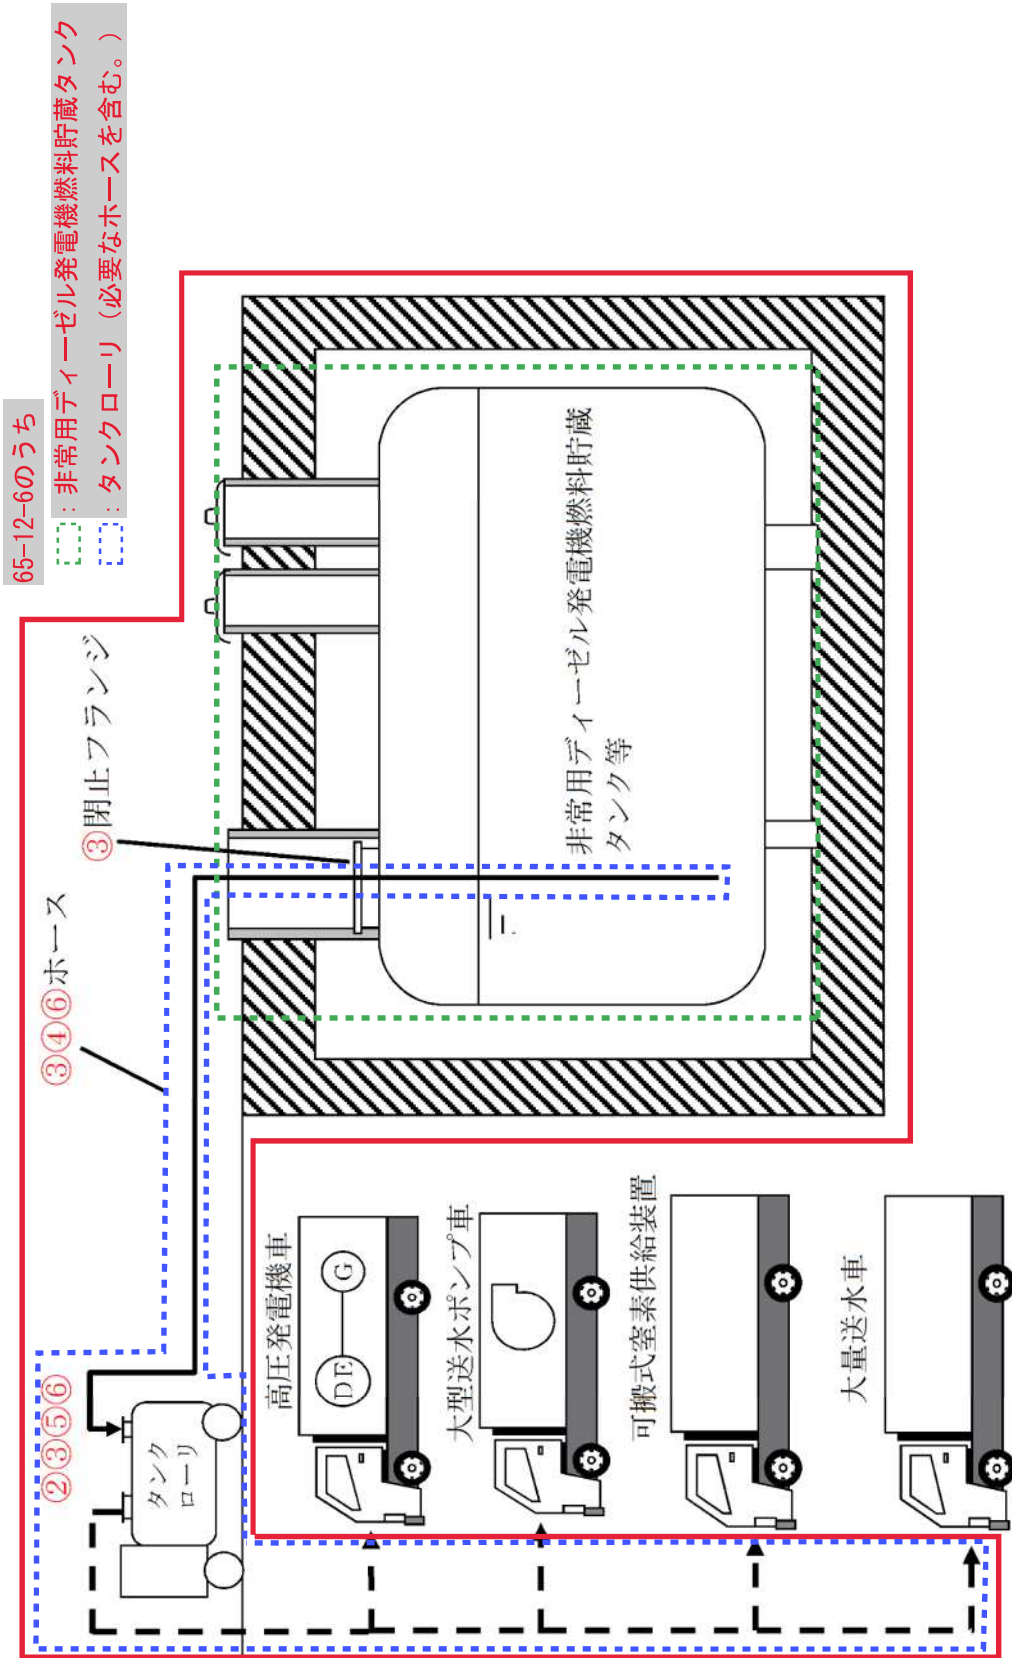 65-12-6のうち
：非常用ディーゼル発電機燃料貯蔵タンク
：タンクローリ（必要なホースを含む。）
③閉止フランジ
③④⑥ホース
②③⑤⑥
タンク
ローリ
非常用ディーゼル発電機燃料貯蔵
タンク等
高圧発電機車
DE
G
大型送水ポンプ車
可搬式窒素供給装置
大量送水車